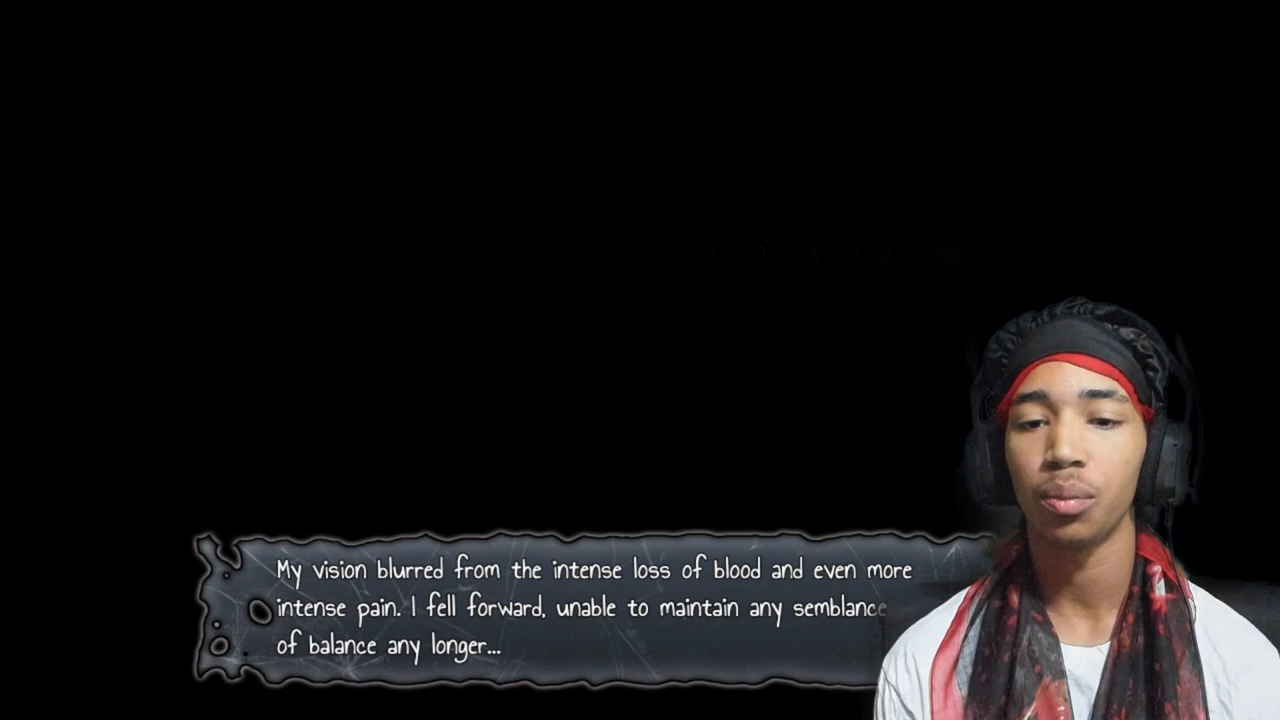 My vision blurred from the intense loss of blood and even more
intense pain. I fell forward, unable to maintain any semblance
of balance any longer...